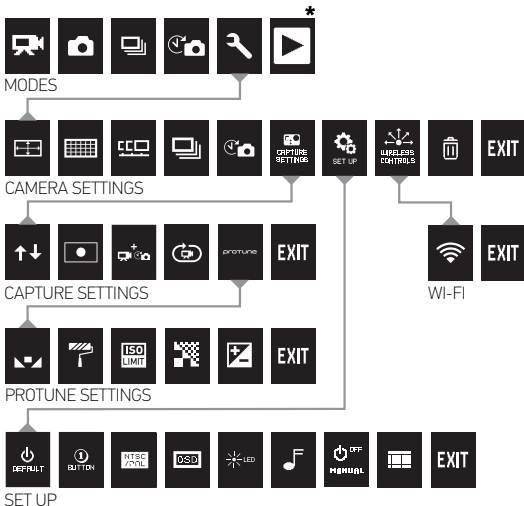 *
MODES
CAPTURE
SETTINGS
SET UP
WIRELESS
CONTROLS
EXIT
CAMERA SETTINGS
protune
EXIT
EXIT
CAPTURE SETTINGS
WI-FI
ISO
LIMIT
EXIT
PROTUNE SETTINGS
DEFAULT
BUTTON
NTSC
/PAL
OSD
LED
OFF
MANUAL
EXIT
SET UP